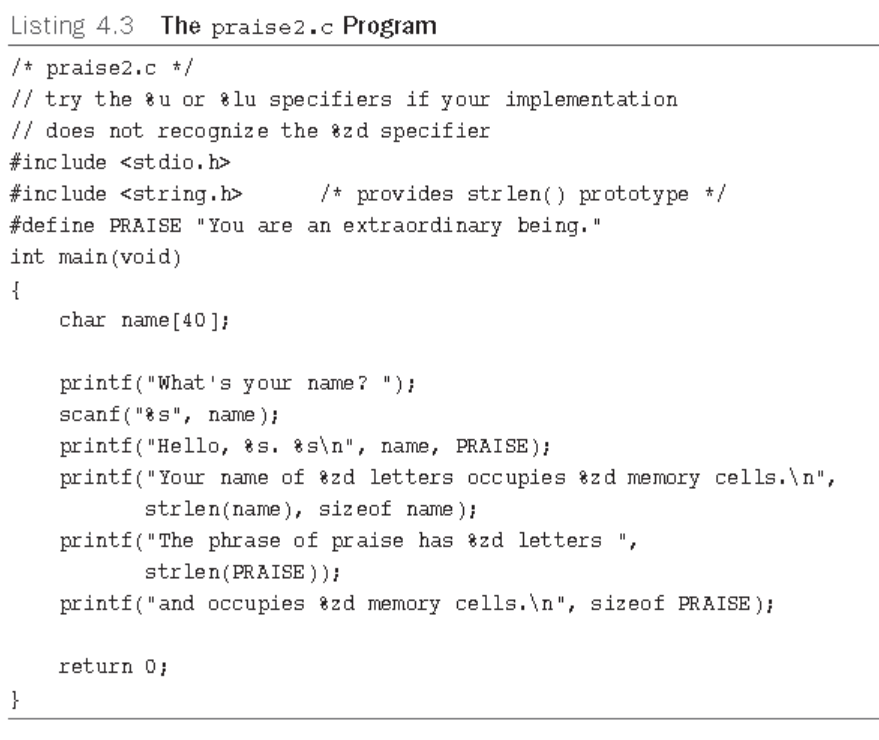 Listing 4.3 The praise2.c Program
/* praise2.c */
// try the %u or %lu specifiers if your implementation
// does not recognize the %zd specifier
#include <stdio.h>
#include <string.h> /* provides strlen() prototype */
#define PRAISE "You are an extraordinary being."
int main(void)
{
char name[40];
printf("What's your name? ");
scanf("%s", name);
printf("Hello, %s. %s\n", name, PRAISE);
printf("Your name of %zd letters occupies %zd memory cells.\n",
strlen(name), sizeof name);
printf("The phrase of praise has %zd letters ",
strlen(PRAISE));
printf("and occupies %zd memory cells.\n", sizeof PRAISE);
return 0;
}